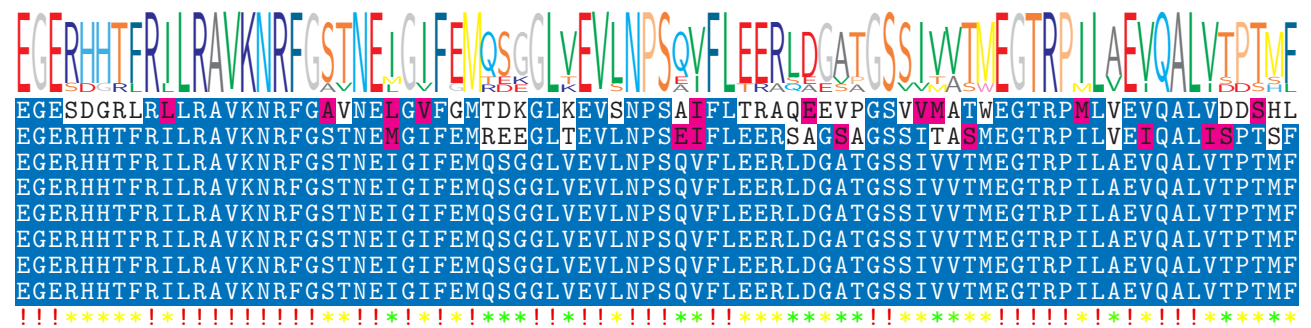 EGERHHTFRILRAVKNRFGSTNEIGIFEMQSGGLVEVLNPSQVFLEERLDGATGSSIVVTMEGTRPILAEVQALVTPTMF
EGESDGRLRLLRAVKNRFGAVNELGVFGMTDKGLKEVSNPSAIFLTRAQEEVPGSVVMATWEGTRPMLVEVQALVDDSHL
EGERHHTFRILRAVKNRFGSTNEMGIFEMREEGLTEVLNPSEIFLEERSAGSAGSSITASMEGTRPILVEIQALISPTSF
EGERHHTFRILRAVKNRFGSTNEIGIFEMQSGGLVEVLNPSQVFLEERLDGATGSSIVVTMEGTRPILAEVQALVTPTMF
EGERHHTFRILRAVKNRFGSTNEIGIFEMQSGGLVEVLNPSQVFLEERLDGATGSSIVVTMEGTRPILAEVQALVTPTMF
EGERHHTFRILRAVKNRFGSTNEIGIFEMQSGGLVEVLNPSQVFLEERLDGATGSSIVVTMEGTRPILAEVQALVTPTMF
EGERHHTFRILRAVKNRFGSTNEIGIFEMQSGGLVEVLNPSQVFLEERLDGATGSSIVVTMEGTRPILAEVQALVTPTMF
EGERHHTFRILRAVKNRFGSTNEIGIFEMQSGGLVEVLNPSQVFLEERLDGATGSSIVVTMEGTRPILAEVQALVTPTMF
EGERHHTFRILRAVKNRFGSTNEIGIFEMQSGGLVEVLNPSQVFLEERLDGATGSSIVVTMEGTRPILAEVQALVTPTMF
!!!*****!*!!!!!!!!!**!!*!*!*!***!!*!!*!!!**!!********!!******!!!!!*!*!*!!!******